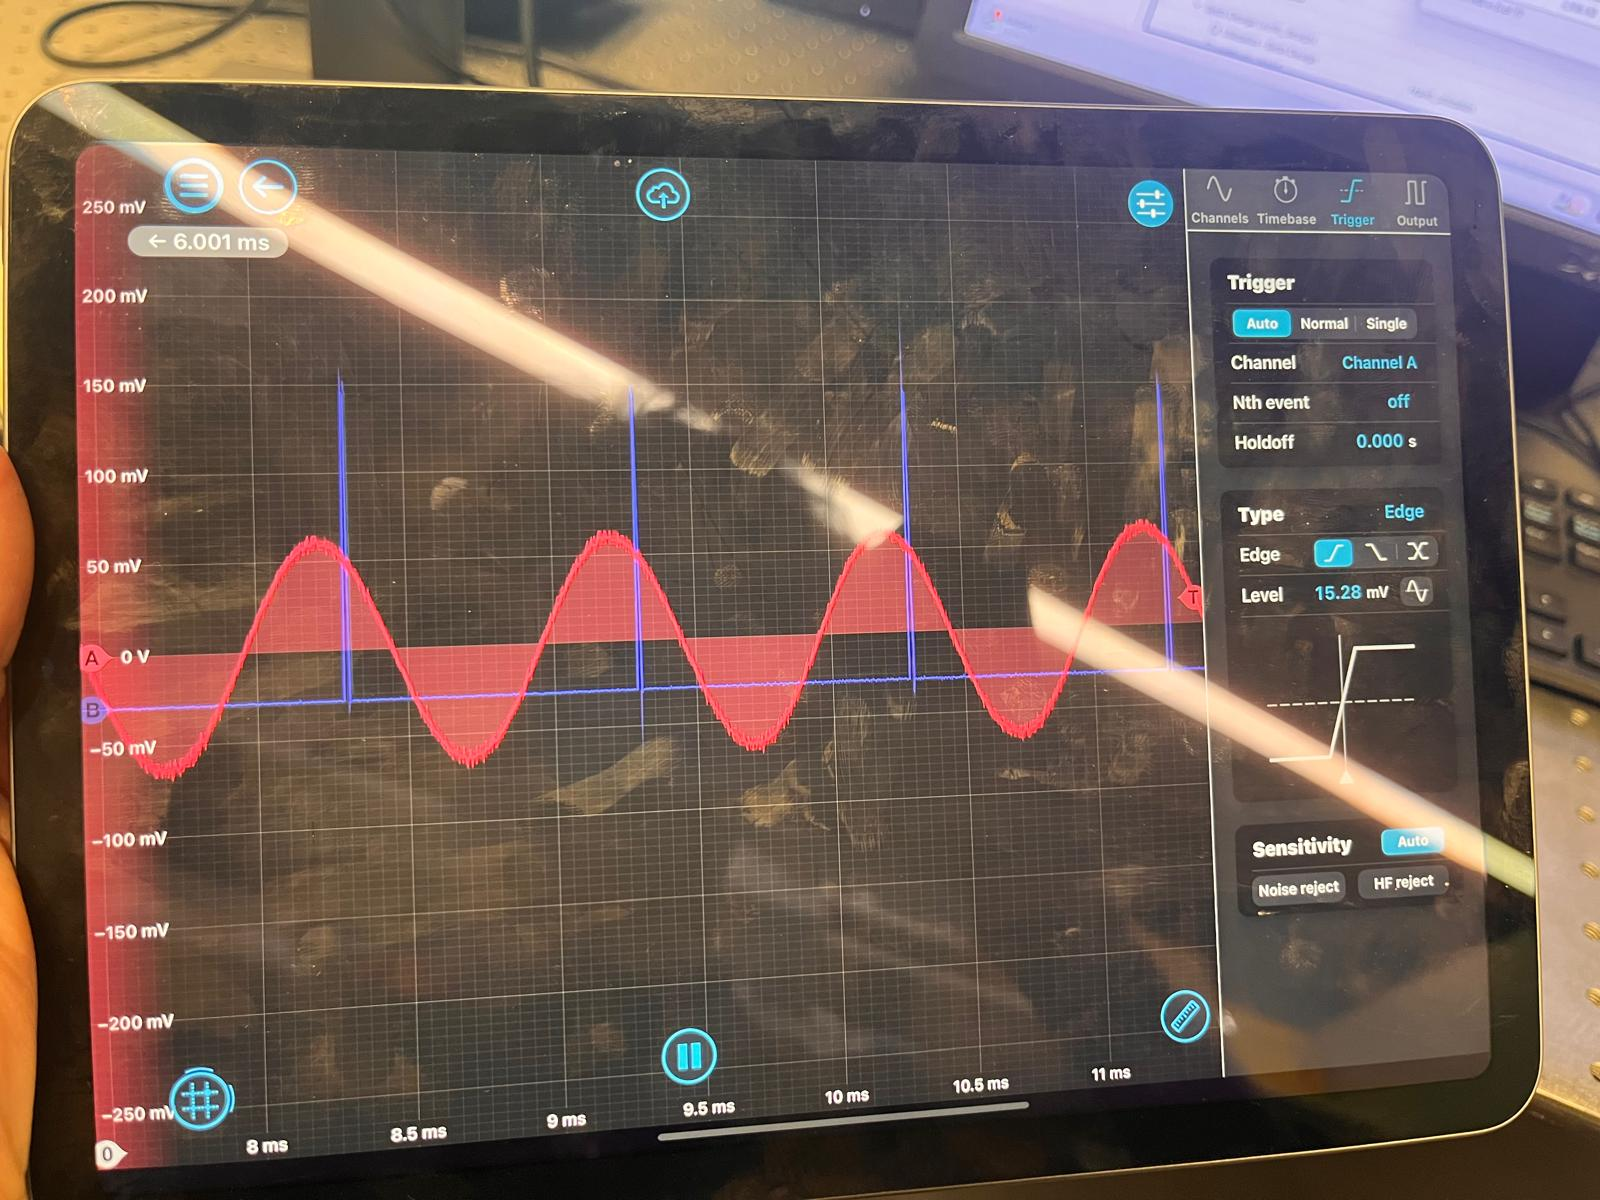 250 mV
← 6.001 ms
200 mV
150 mV
100 mV
50 mV
A 0 V
B
−50 mV
−100 mV
−150 mV
−200 mV
−250 mV
0
8 ms
8.5 ms
9 ms
9.5 ms
10 ms
10.5 ms
11 ms
T
Channels Timebase Trigger Output
Trigger
Auto Normal Single
Channel Channel A
Nth event off
Holdoff 0.000 s
Type Edge
Edge
Level 15.28 mV
Sensitivity Auto
Noise reject HF reject